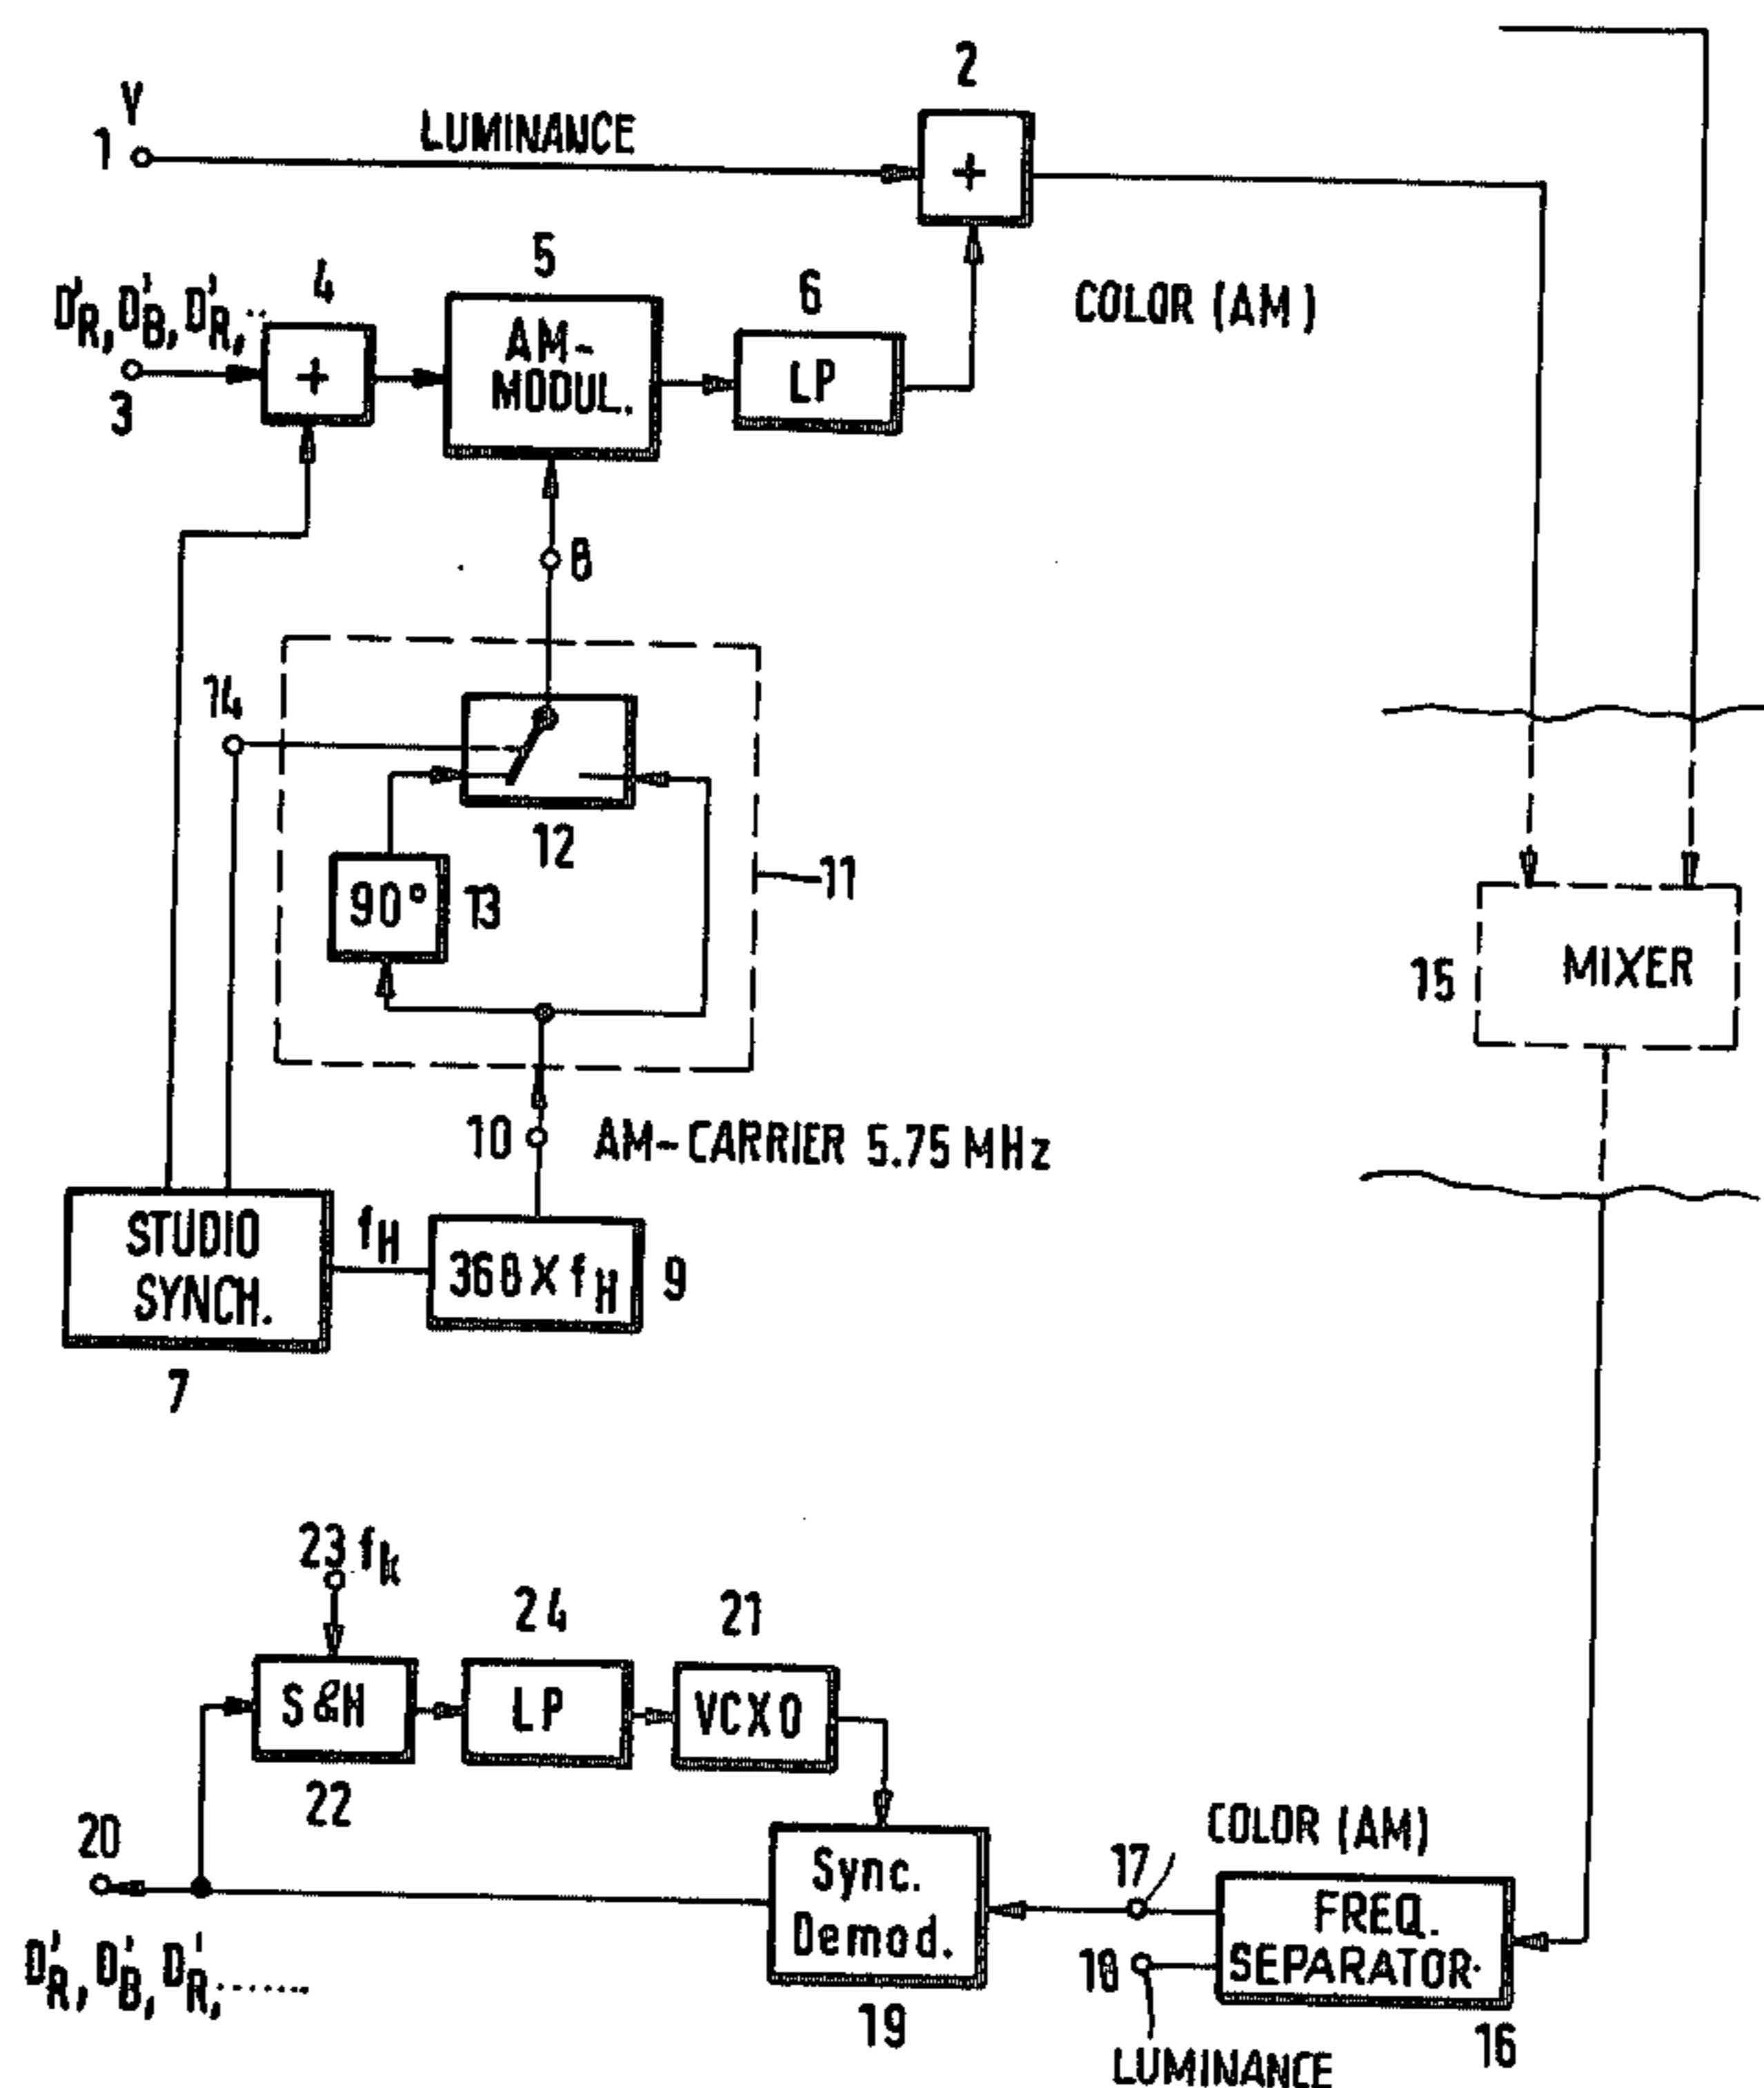 Y
1
LUMINANCE
2
+
D'R, D'B, D'R,..
3
4
+
5
AM-
MODUL.
6
LP
COLOR (AM)
8
14
12
90°
13
11
15
MIXER
10
AM-CARRIER 5.75 MHz
STUDIO
SYNCH.
7
fH
368 X fH
9
23 fk
S&H
22
24
LP
21
VCXO
20
D'R, D'B, D'R,......
Sync.
Demod.
19
COLOR (AM)
17
18
FREQ.
SEPARATOR
16
LUMINANCE